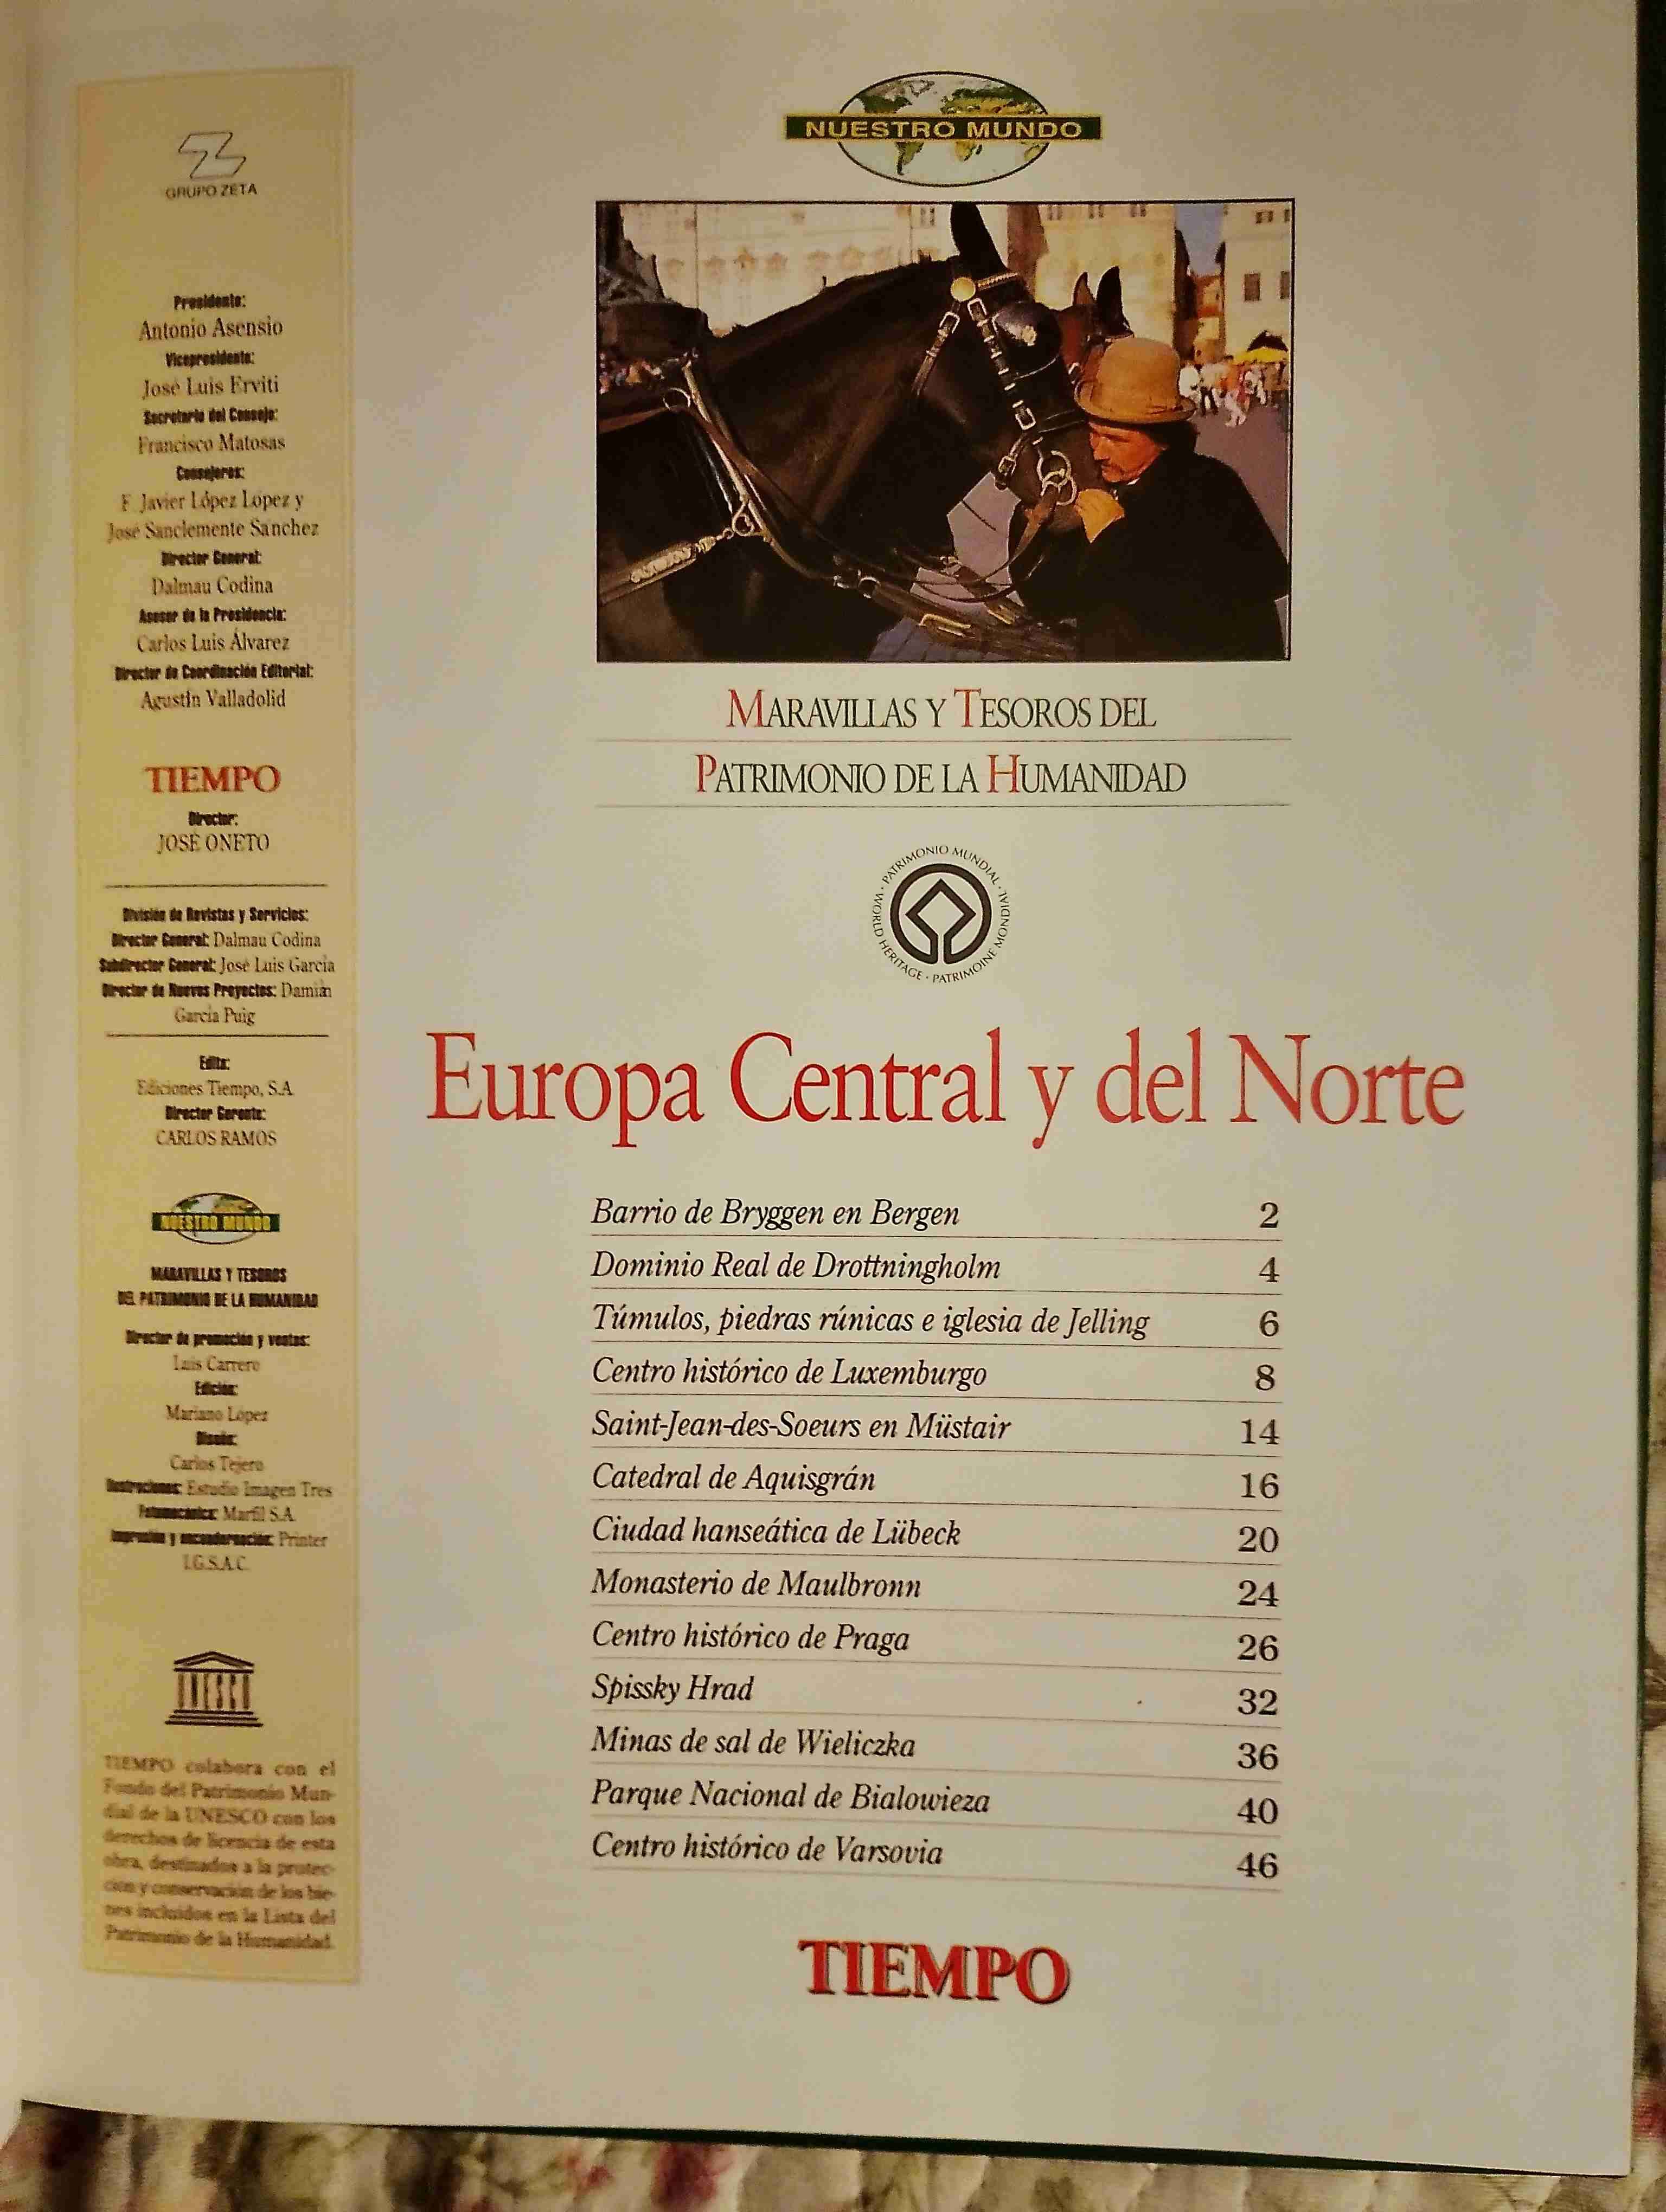 GRUPO ZETA
Presidente:
Antonio Asensio
Vicepresidente:
José Luis Erviti
Secretario del Consejo:
Francisco Matosas
Consejeros:
F. Javier López López y
José Sanclemente Sanchez
Director General:
Dalmau Codina
Asesor de la Presidencia:
Carlos Luis Álvarez
Director de Coordinación Editorial:
Agustín Valladolid
TIEMPO
Director:
JOSÉ ONETO
División de Revistas y Servicios:
Director General: Dalmau Codina
Subdirector General: José Luis García
Director de Nuevos Proyectos: Damián
García Puig
Edita:
Ediciones Tiempo, S.A.
Director Gerente:
CARLOS RAMOS
NUESTRO MUNDO
MARAVILLAS Y TESOROS
DEL PATRIMONIO DE LA HUMANIDAD
Director de promoción y ventas:
Luis Carrero
Edición:
Mariano López
Diseño:
Carlos Tejero
Ilustraciones: Estudio Imagen Tres
Fotomecánica: Marfil S.A.
Impresión y encuadernación: Printer
I.G.S.A.C.
UNESCO
TIEMPO colabora con el
Fondo del Patrimonio Mun-
dial de la UNESCO con los
derechos de licencia de esta
obra, destinados a la protec-
ción y conservación de los bie-
nes incluidos en la Lista del
Patrimonio de la Humanidad.
NUESTRO MUNDO
MARAVILLAS Y TESOROS DEL
PATRIMONIO DE LA HUMANIDAD
PATRIMONIO MUNDIAL · WORLD HERITAGE · PATRIMOINE MONDIAL
Europa Central y del Norte
Barrio de Bryggen en Bergen 2
Dominio Real de Drottningholm 4
Túmulos, piedras rúnicas e iglesia de Jelling 6
Centro histórico de Luxemburgo 8
Saint-Jean-des-Soeurs en Müstair 14
Catedral de Aquisgrán 16
Ciudad hanseática de Lübeck 20
Monasterio de Maulbronn 24
Centro histórico de Praga 26
Spissky Hrad 32
Minas de sal de Wieliczka 36
Parque Nacional de Bialowieza 40
Centro histórico de Varsovia 46
TIEMPO